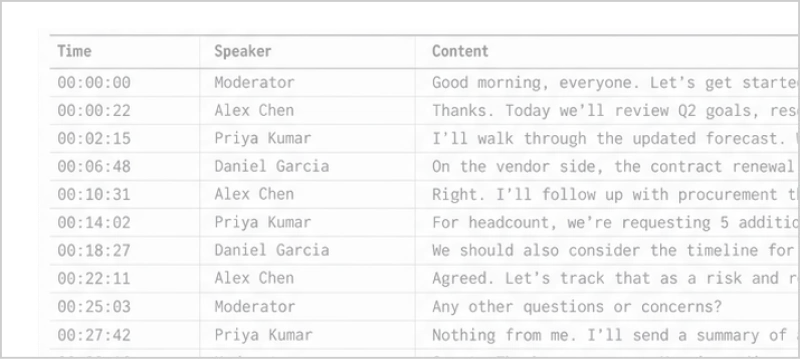 Time Speaker Content
00:00:00 Moderator Good morning, everyone. Let's get starte
00:00:22 Alex Chen Thanks. Today we'll review Q2 goals, res
00:02:15 Priya Kumar I'll walk through the updated forecast.
00:06:48 Daniel Garcia On the vendor side, the contract renewal
00:10:31 Alex Chen Right. I'll follow up with procurement th
00:14:02 Priya Kumar For headcount, we're requesting 5 additio
00:18:27 Daniel Garcia We should also consider the timeline for
00:22:11 Alex Chen Agreed. Let's track that as a risk and r
00:25:03 Moderator Any other questions or concerns?
00:27:42 Priya Kumar Nothing from me. I'll send a summary of